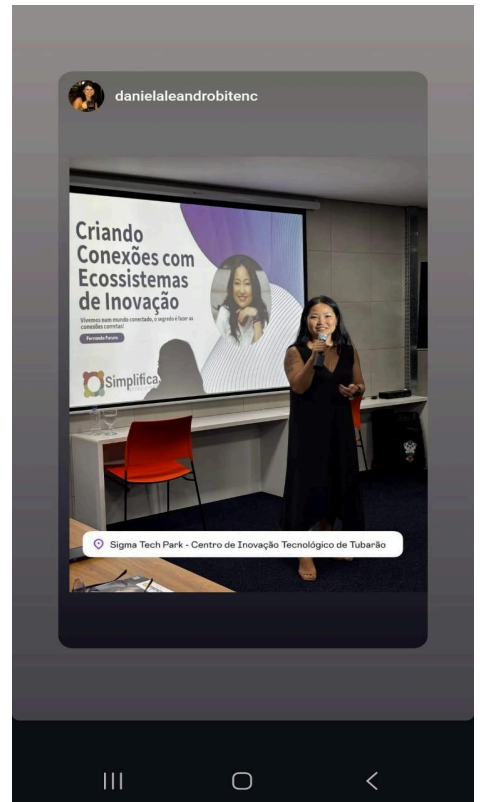 danielaleandrobitenc
Criando
Conexões com
Ecossistemas
de Inovação
Vivemos num mundo conectado, o segredo é fazer as
conexões corretas!
Simplifica
Sigma Tech Park - Centro de Inovação Tecnológico de Tubarão